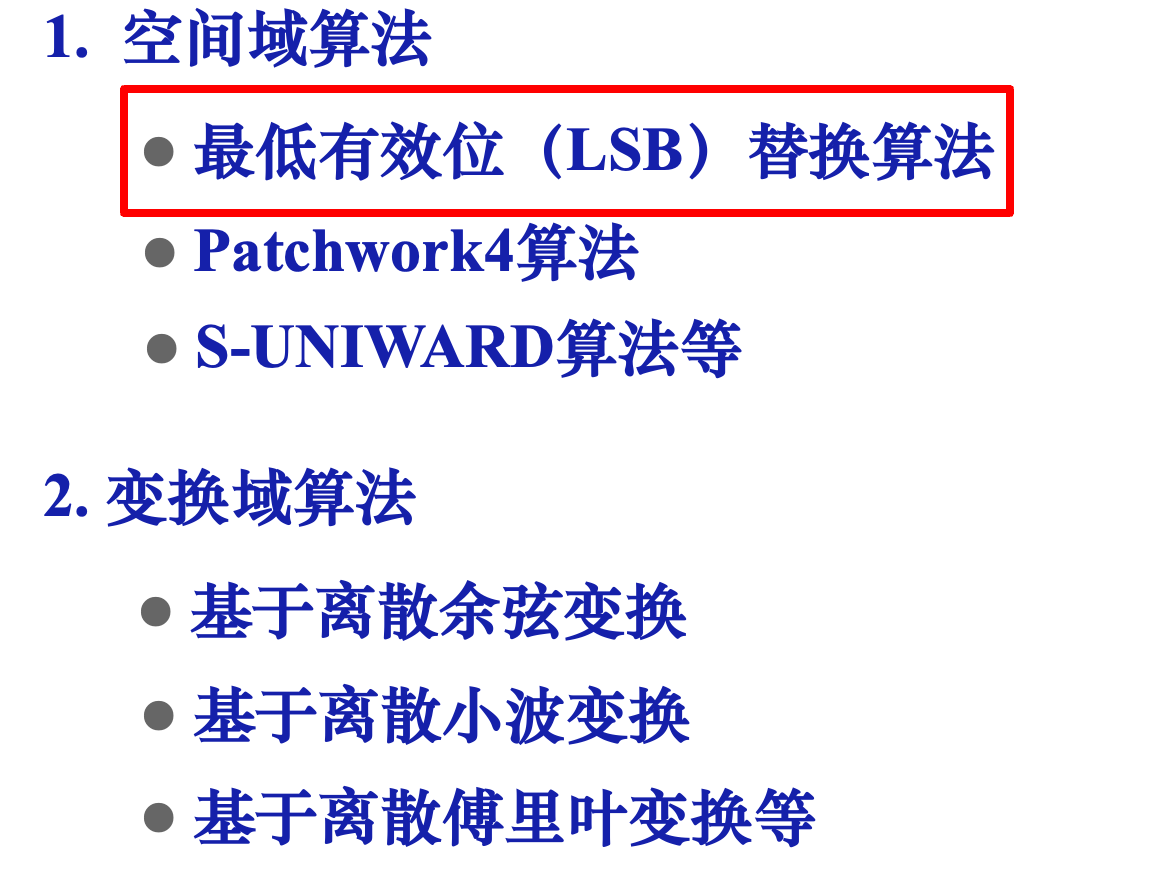 1. 空间域算法
● 最低有效位（LSB）替换算法
● Patchwork4算法
● S-UNIWARD算法等
2. 变换域算法
● 基于离散余弦变换
● 基于离散小波变换
● 基于离散傅里叶变换等